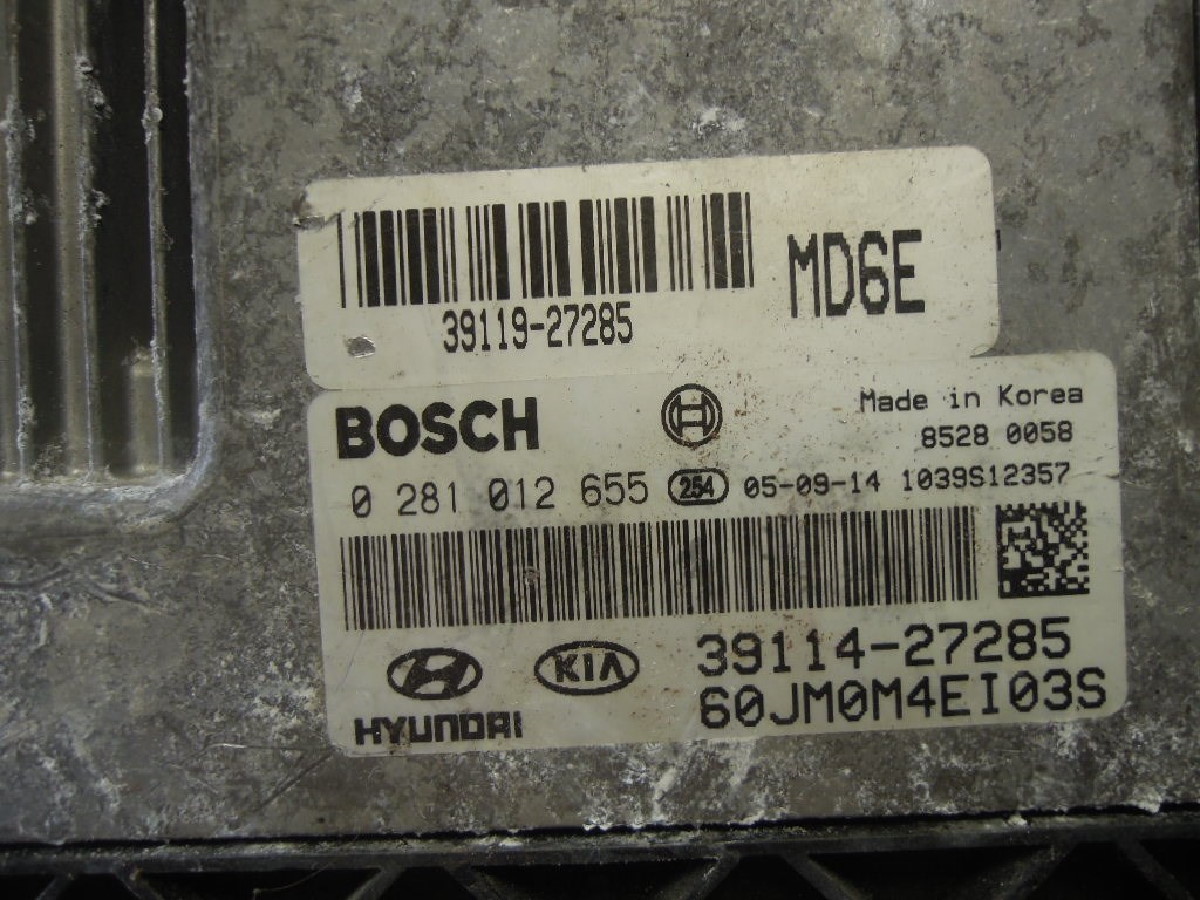 MD6E
39119-27285
BOSCH
Made in Korea
8528 0058
0 281 012 655 254 05-09-14 1039S12357
HYUNDAI KIA
39114-27285
60JM0M4EI03S